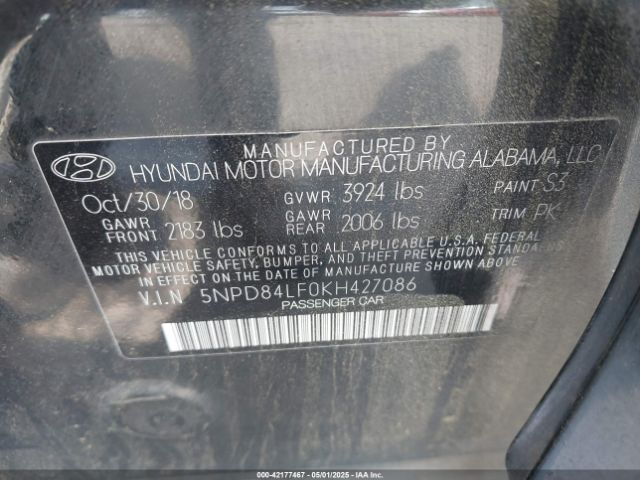 MANUFACTURED BY
HYUNDAI MOTOR MANUFACTURING ALABAMA, LLC
Oct/30/18 GVWR 3924 lbs PAINT S3
GAWR FRONT 2183 lbs GAWR REAR 2006 lbs TRIM PK
THIS VEHICLE CONFORMS TO ALL APPLICABLE U.S.A. FEDERAL
MOTOR VEHICLE SAFETY, BUMPER, AND THEFT PREVENTION STANDARDS
IN EFFECT ON THE DATE OF MANUFACTURE SHOWN ABOVE.
V.I.N 5NPD84LF0KH427086
PASSENGER CAR
000-42177467 - 05/01/2025 - COPART